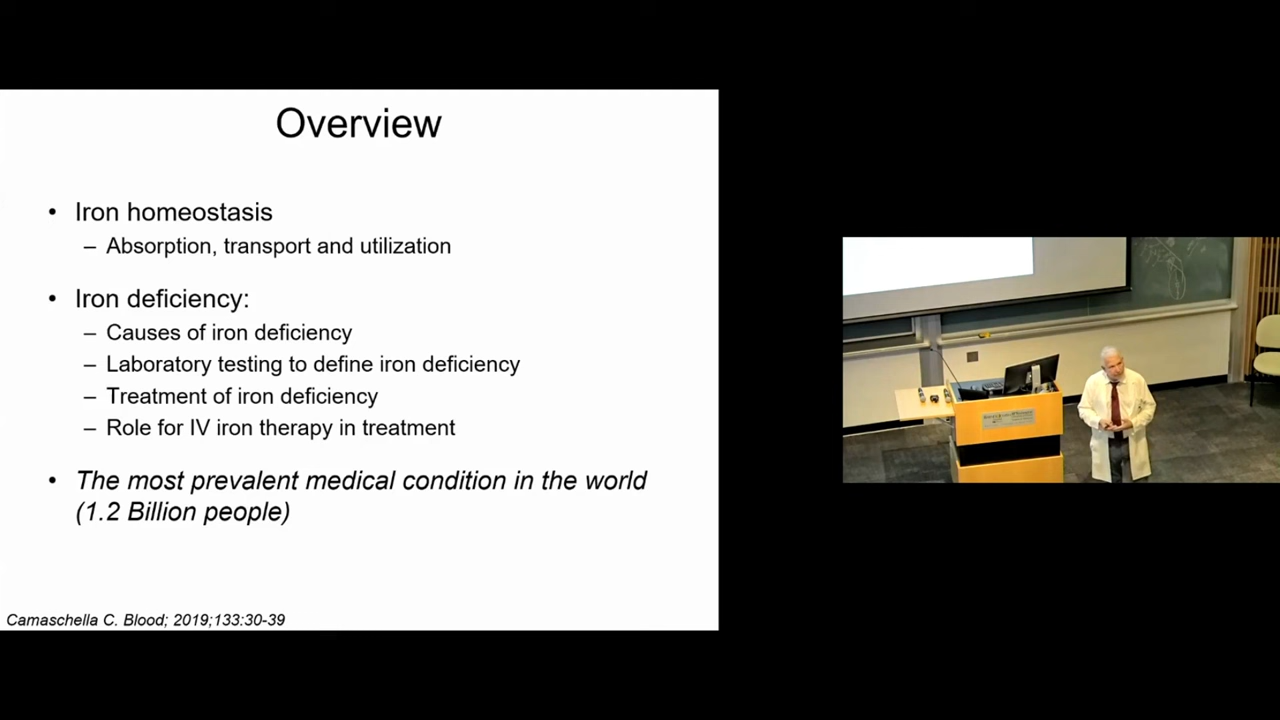 Overview
• Iron homeostasis
– Absorption, transport and utilization
• Iron deficiency:
– Causes of iron deficiency
– Laboratory testing to define iron deficiency
– Treatment of iron deficiency
– Role for IV iron therapy in treatment
• The most prevalent medical condition in the world
(1.2 Billion people)
Camaschella C. Blood; 2019;133:30-39